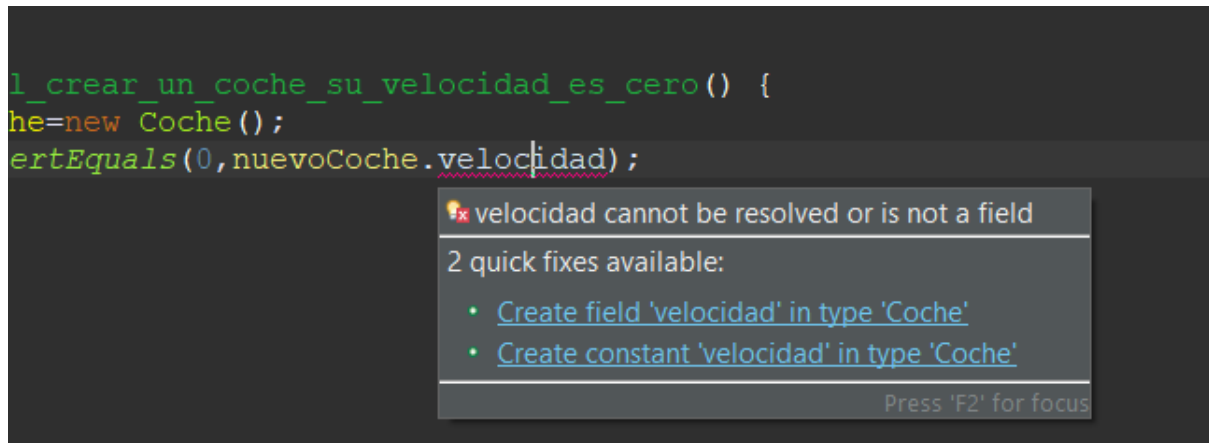 l_crear_un_coche_su_velocidad_es_cero() {
he=new Coche();
ertEquals(0,nuevoCoche.velocidad);
velocidad cannot be resolved or is not a field
2 quick fixes available:
Create field 'velocidad' in type 'Coche'
Create constant 'velocidad' in type 'Coche'
Press 'F2' for focus